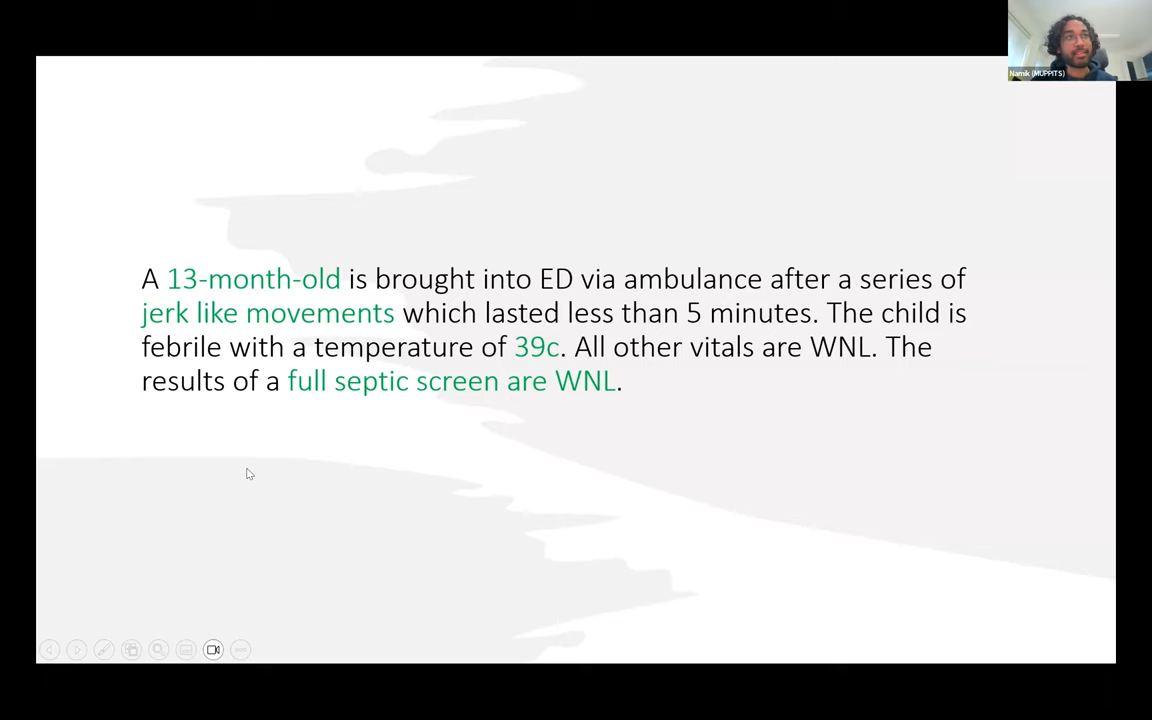 Namik (MUPPITS)
A 13-month-old is brought into ED via ambulance after a series of
jerk like movements which lasted less than 5 minutes. The child is
febrile with a temperature of 39c. All other vitals are WNL. The
results of a full septic screen are WNL.